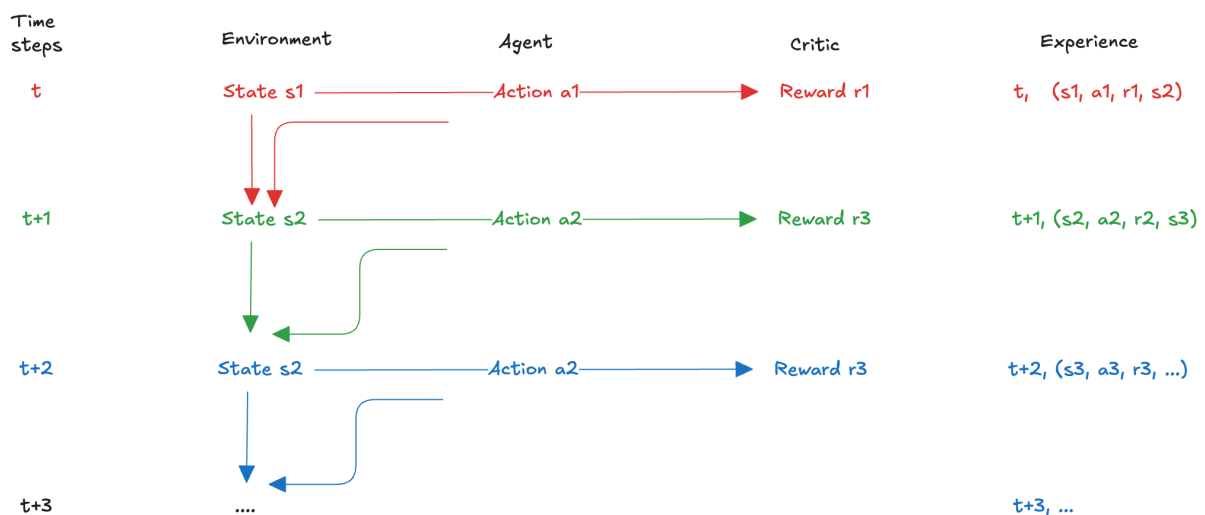 Time
steps
Environment
Agent
Critic
Experience
t
State s1
Action a1
Reward r1
t, (s1, a1, r1, s2)
t+1
State s2
Action a2
Reward r3
t+1, (s2, a2, r2, s3)
t+2
State s2
Action a2
Reward r3
t+2, (s3, a3, r3, ...)
t+3
....
t+3, ...